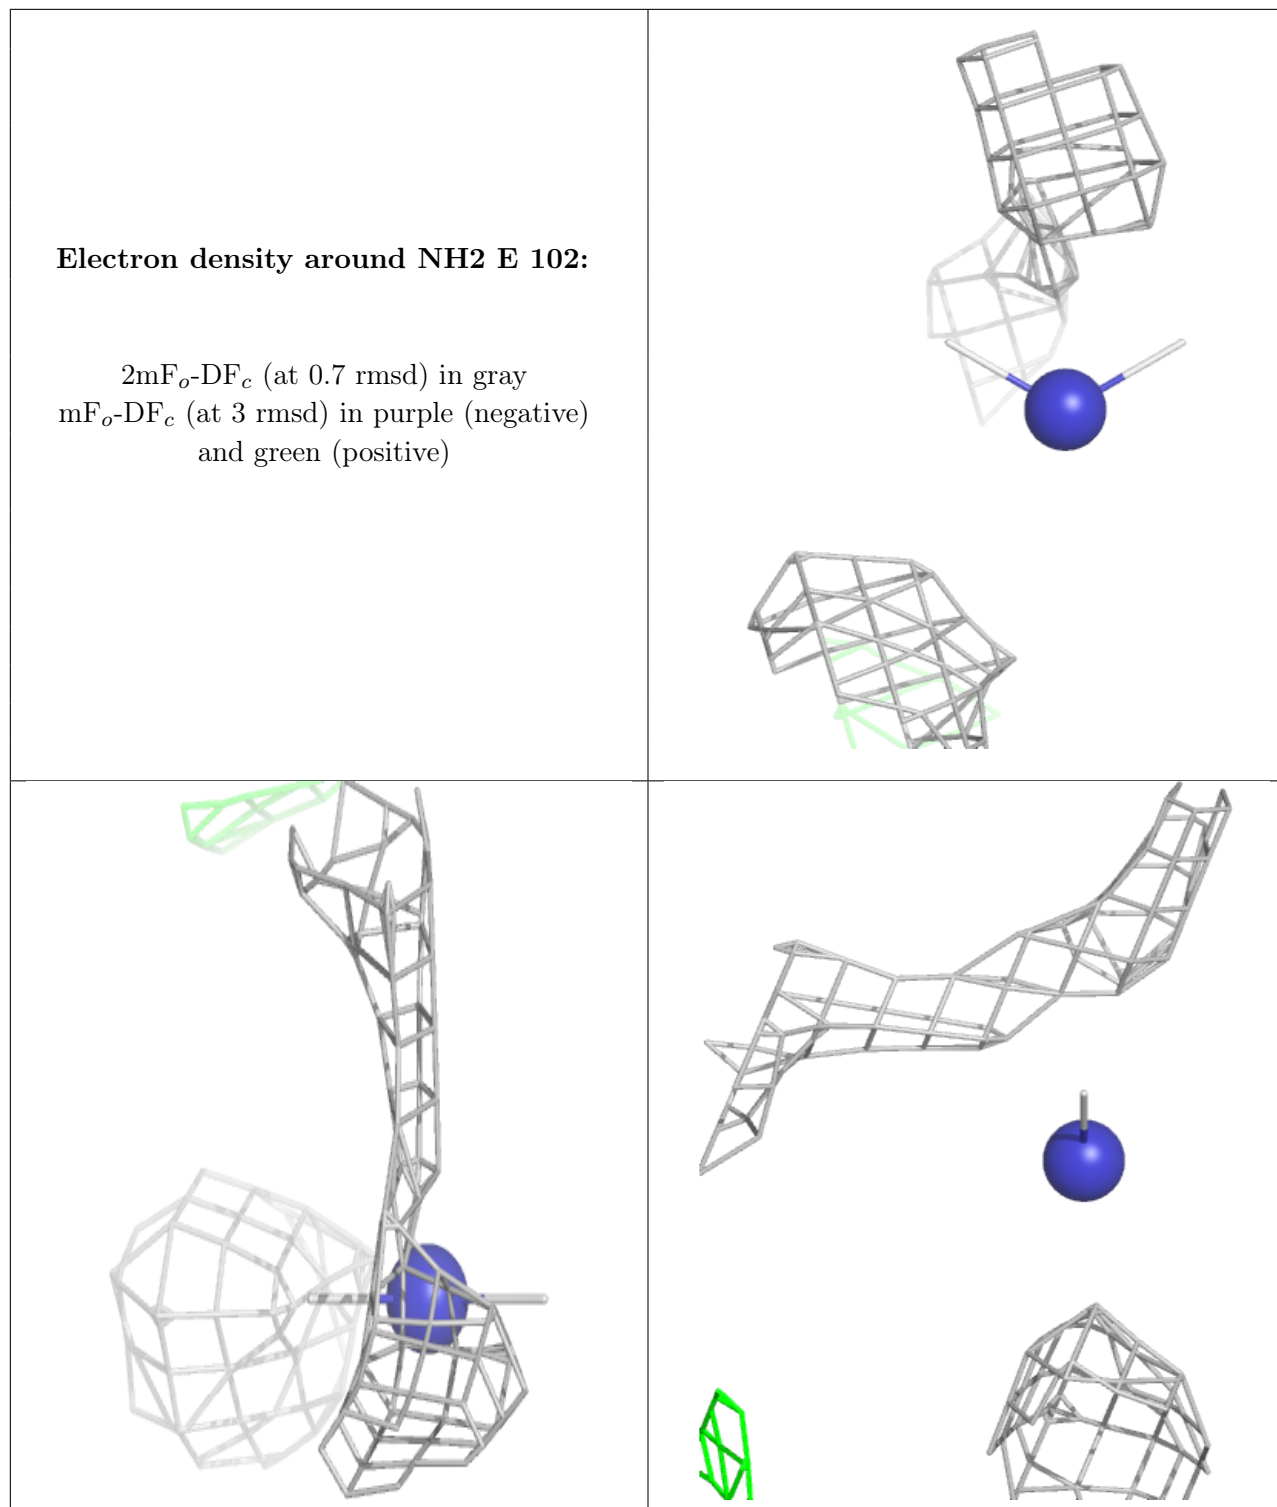 Electron density around NH2 E 102:
2mFo-DFc (at 0.7 rmsd) in gray
mFo-DFc (at 3 rmsd) in purple (negative)
and green (positive)